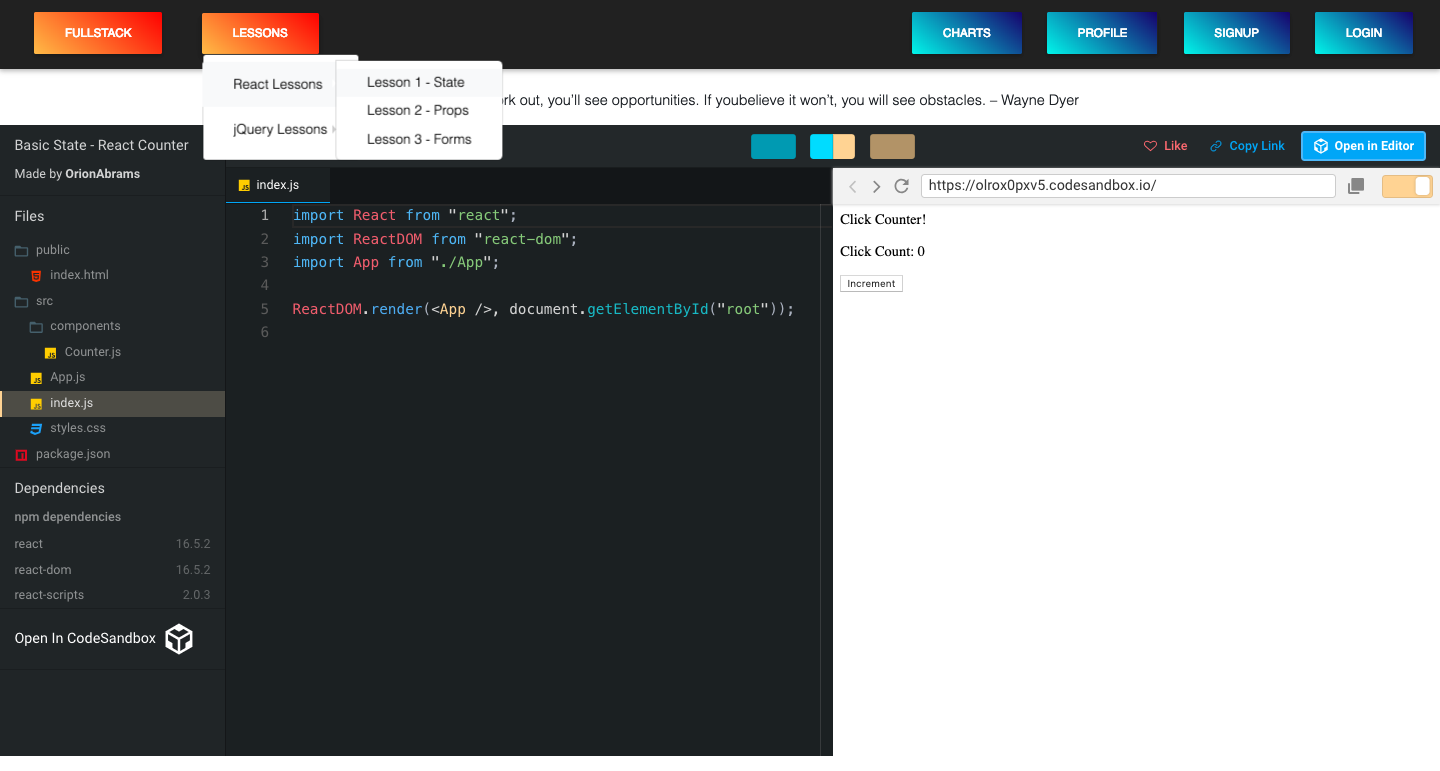 FULLSTACK
LESSONS
CHARTS
PROFILE
SIGNUP
LOGIN
React Lessons
jQuery Lessons
Lesson 1 - State
Lesson 2 - Props
Lesson 3 - Forms
out, you'll see opportunities. If youbelieve it won't, you will see obstacles. – Wayne Dyer
Basic State - React Counter
Made by OrionAbrams
Like
Copy Link
Open in Editor
Files
public
index.html
src
components
Counter.js
App.js
index.js
styles.css
package.json
Dependencies
npm dependencies
react 16.5.2
react-dom 16.5.2
react-scripts 2.0.3
Open In CodeSandbox
index.js
1 import React from "react";
2 import ReactDOM from "react-dom";
3 import App from "./App";
4
5 ReactDOM.render(<App />, document.getElementById("root"));
6
https://olrox0pxv5.codesandbox.io/
Click Counter!
Click Count: 0
Increment